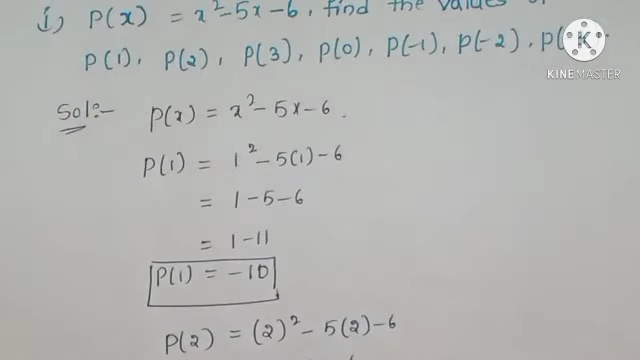 i) P(x) = x²-5x-6, find the values of
P(1), P(2), P(3), P(0), P(-1), P(-2), P(
KINEMASTER
Sol:- P(x) = x²-5x-6.
P(1) = 1²-5(1)-6
= 1-5-6
= 1-11
P(1) = -10
P(2) = (2)²-5(2)-6